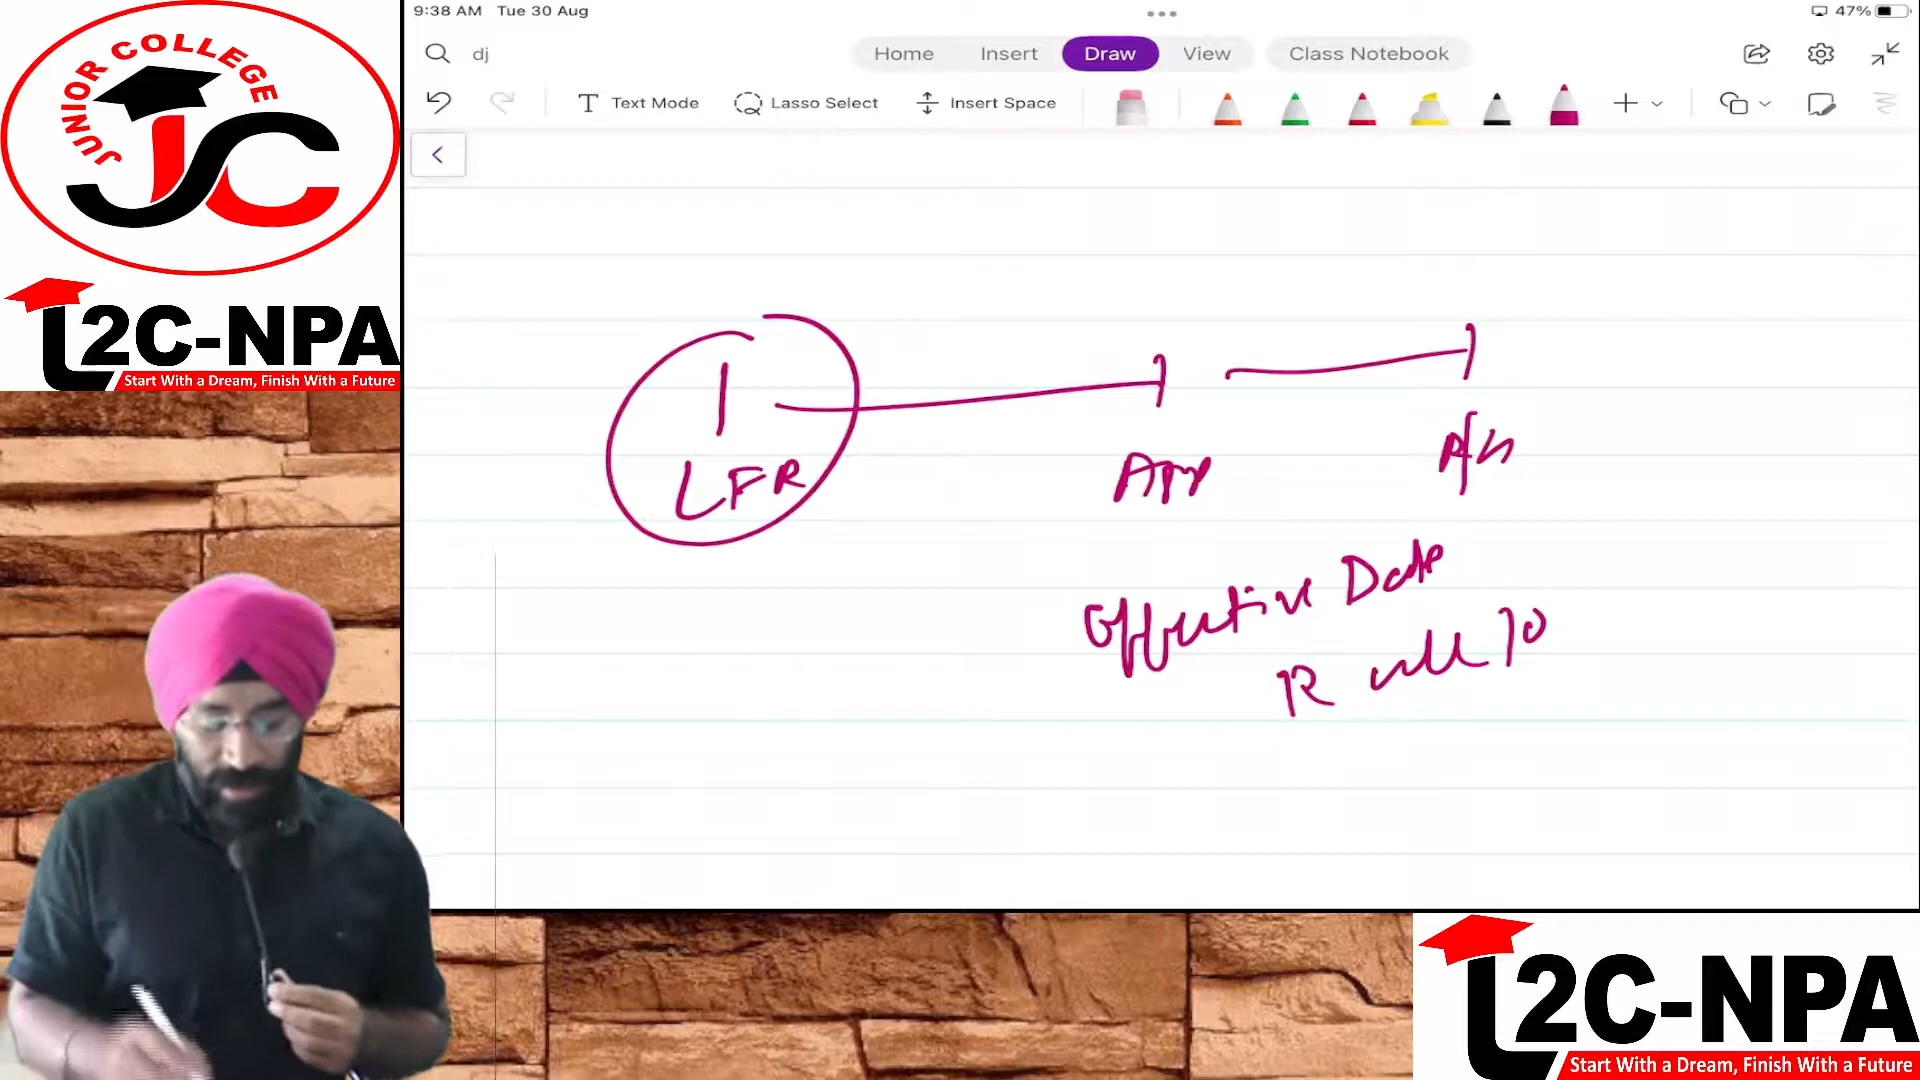 JUNIOR COLLEGE
JC
L2C-NPA
Start With a Dream, Finish With a Future
9:38 AM Tue 30 Aug
47%
dj
Home Insert Draw View Class Notebook
Text Mode Lasso Select Insert Space
LFR
App
Effective Date
R
10
L2C-NPA
Start With a Dream, Finish With a Future